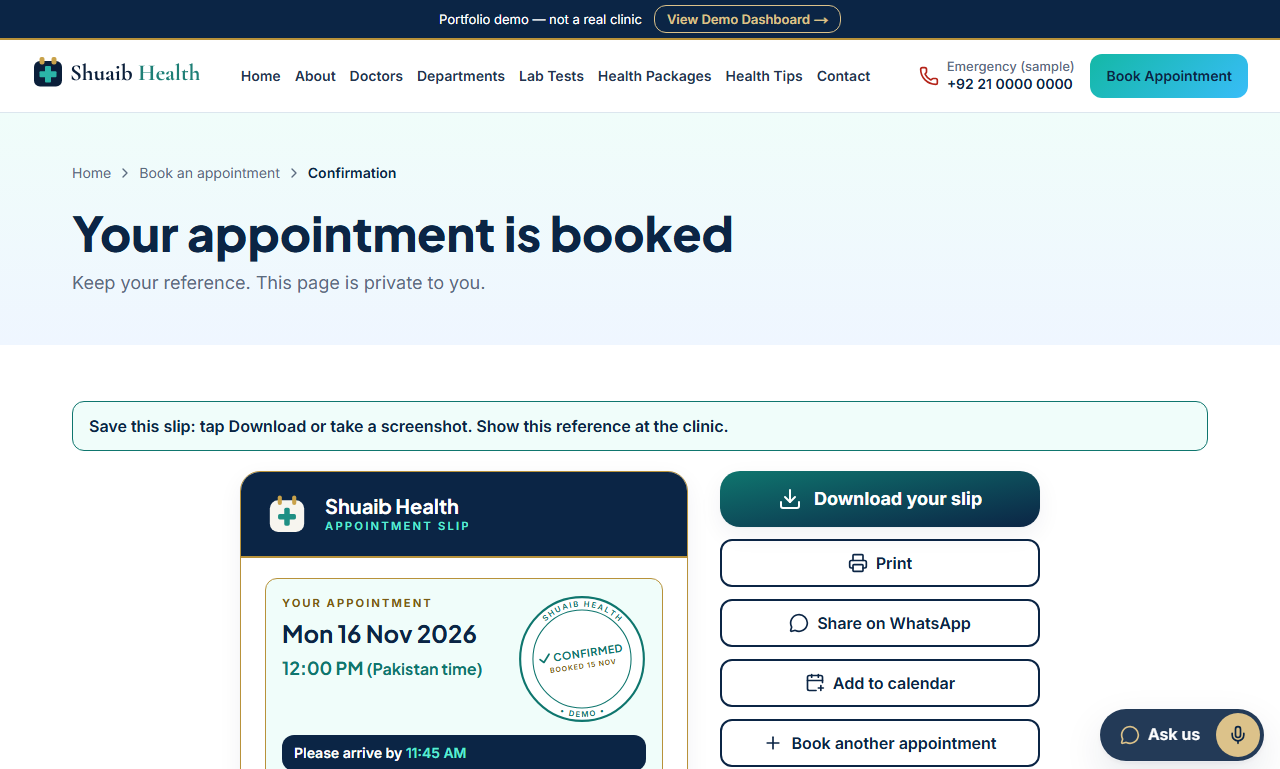 Portfolio demo — not a real clinic
View Demo Dashboard →
Shuaib Health
Home
About
Doctors
Departments
Lab Tests
Health Packages
Health Tips
Contact
Emergency (sample)
+92 21 0000 0000
Book Appointment
Home > Book an appointment > Confirmation
Your appointment is booked
Keep your reference. This page is private to you.
Save this slip: tap Download or take a screenshot. Show this reference at the clinic.
Shuaib Health
APPOINTMENT SLIP
YOUR APPOINTMENT
Mon 16 Nov 2026
12:00 PM (Pakistan time)
SHUAIB HEALTH
✓ CONFIRMED
BOOKED 15 NOV
• DEMO •
Please arrive by 11:45 AM
Download your slip
Print
Share on WhatsApp
Add to calendar
Book another appointment
Ask us